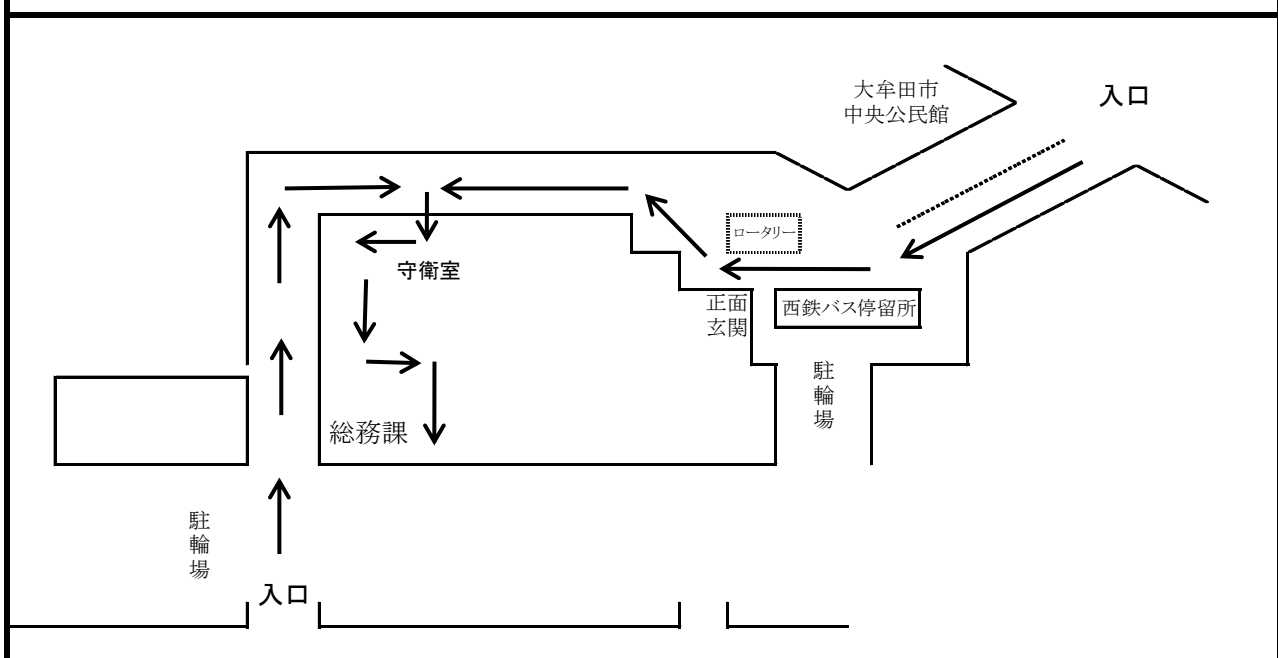 大牟田市
中央公民館
入口
ロータリー
守衛室
正面
玄関
西鉄バス停留所
駐輪場
総務課
駐輪場
入口